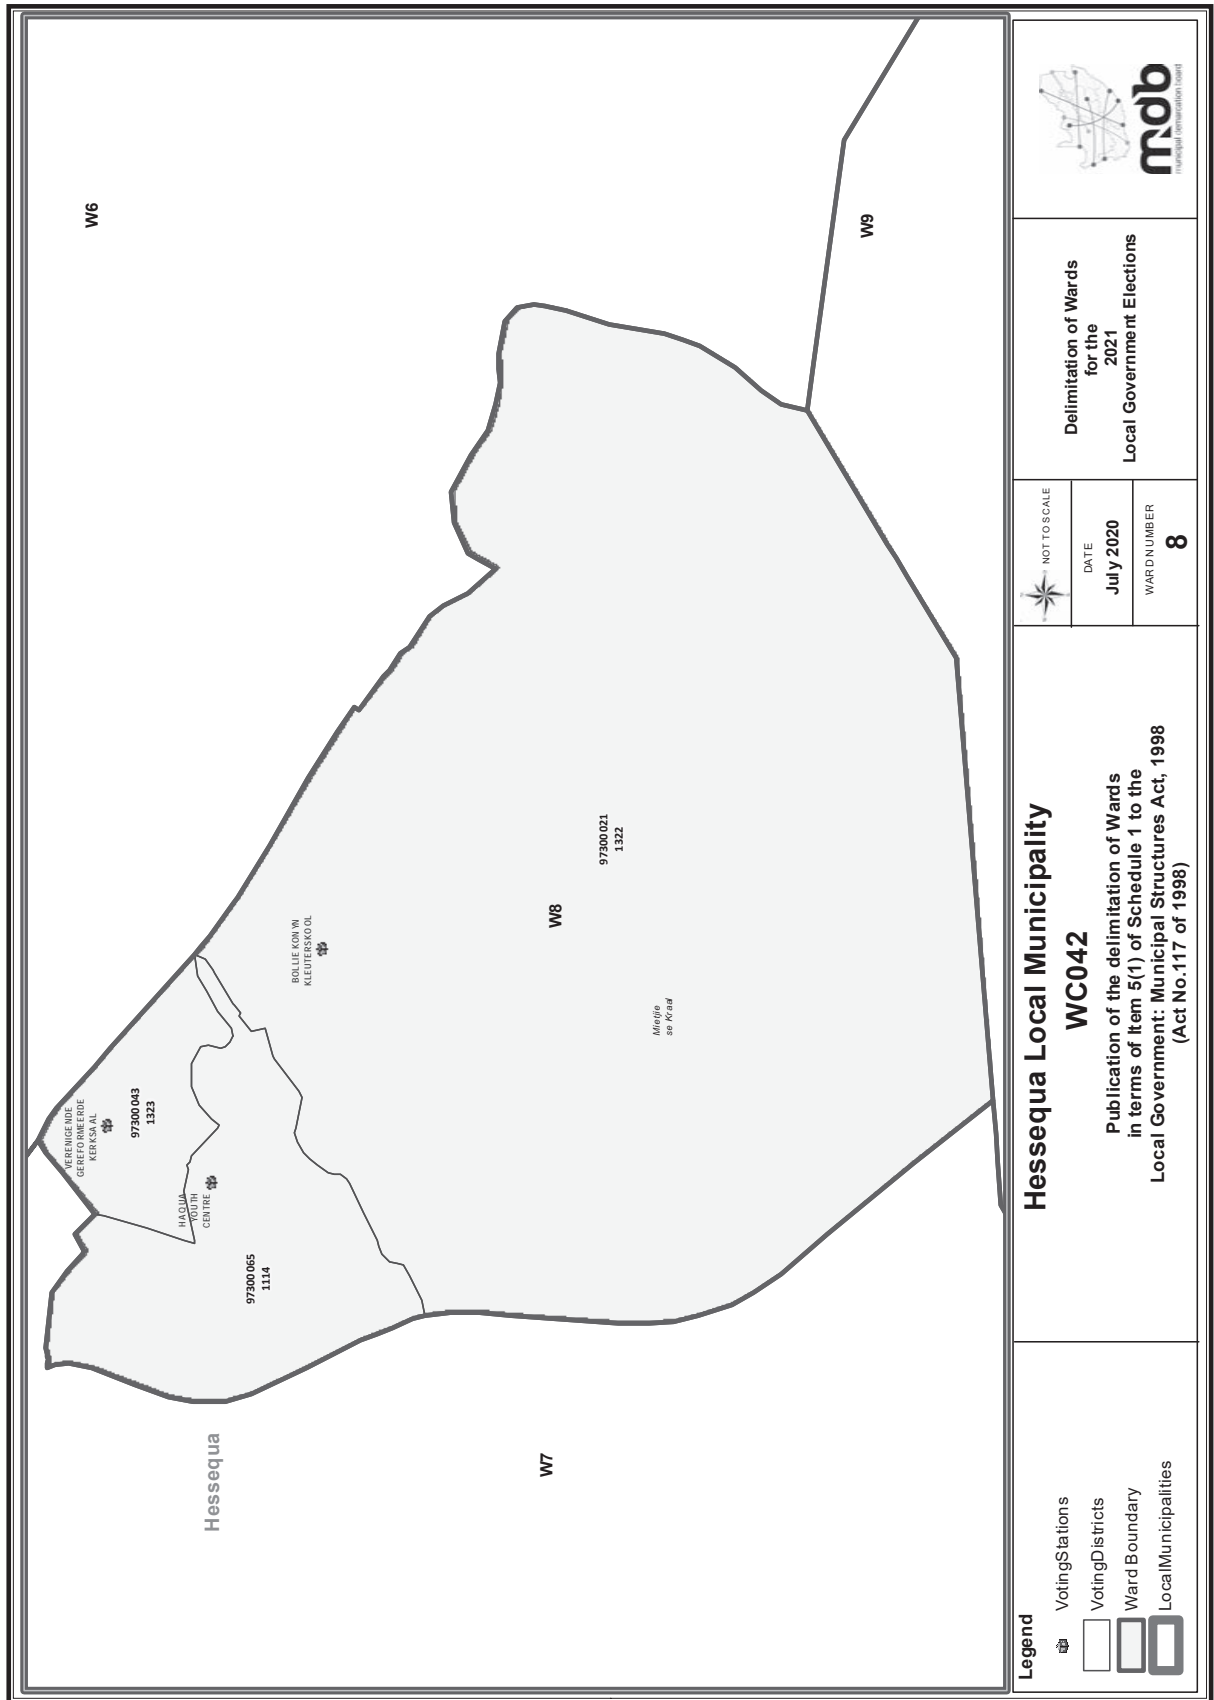 W6
W9
W7
W8
Hessequa
VERENIGENDE
GEREFORMEERDE
KERKSAAL
97300043
1323
HAQUA
YOUTH
CENTRE
97300065
1114
BOLLIE KONYN
KLEUTERSKOOL
97300021
1322
Mietjie
se Kraal
Legend
VotingStations
VotingDistricts
Ward Boundary
LocalMunicipalities
Hessequa Local Municipality
WC042
Publication of the delimitation of Wards
in terms of Item 5(1) of Schedule 1 to the
Local Government: Municipal Structures Act, 1998
(Act No.117 of 1998)
NOT TO SCALE
DATE
July 2020
WARD NUMBER
8
Delimitation of Wards
for the
2021
Local Government Elections
mdb
municipal demarcation board